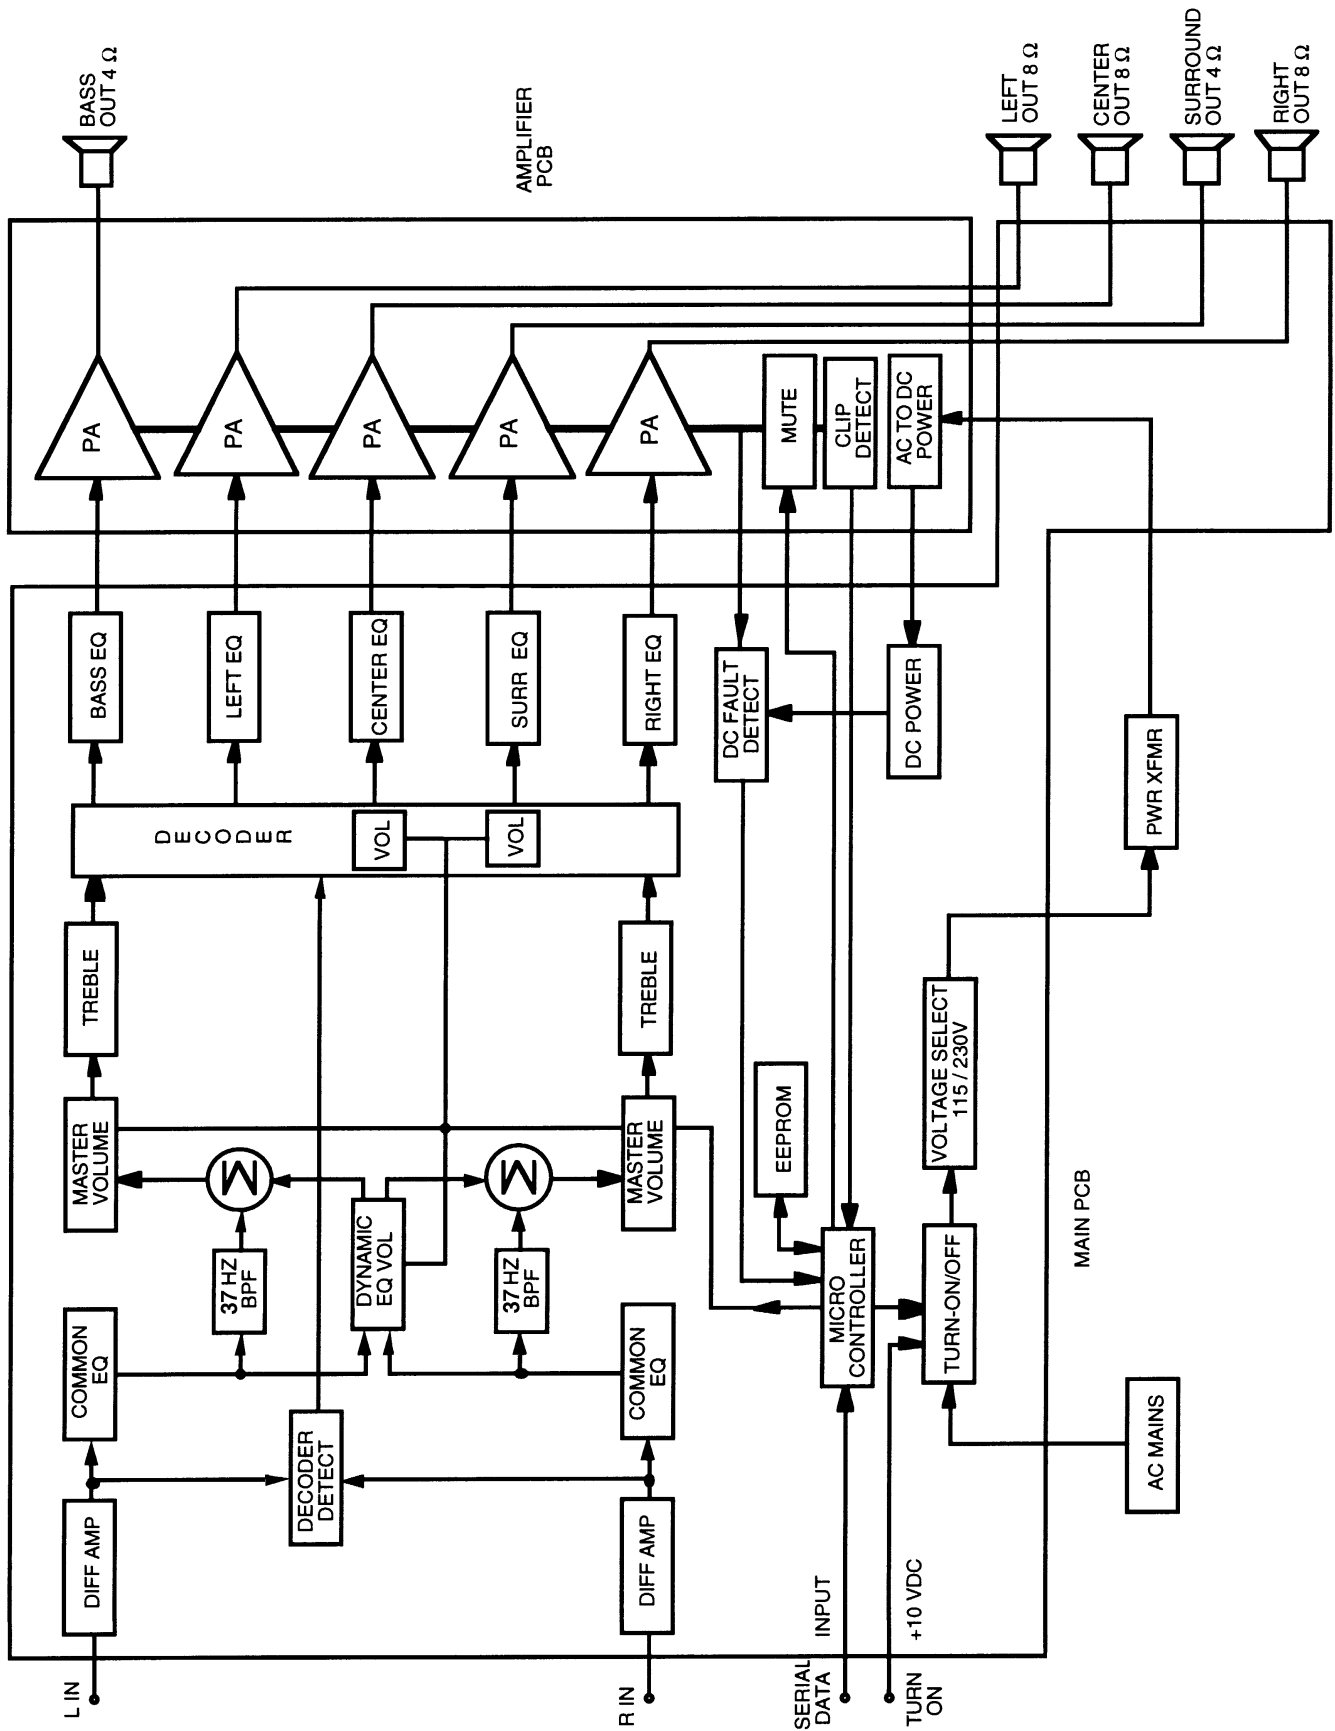 L IN
DIFF AMP
COMMON
EQ
MASTER
VOLUME
TREBLE
BASS EQ
PA
BASS
OUT 4 Ω
37 HZ
BPF
Σ
LEFT EQ
PA
DECODER
DECODER
DETECT
DYNAMIC
EQ VOL
VOL
CENTER EQ
PA
37 HZ
BPF
Σ
VOL
SURR EQ
PA
AMPLIFIER
PCB
R IN
DIFF AMP
COMMON
EQ
MASTER
VOLUME
TREBLE
RIGHT EQ
PA
DC FAULT
DETECT
EEPROM
MUTE
SERIAL
DATA
INPUT
MICRO
CONTROLLER
CLIP
DETECT
TURN
ON
+10 VDC
TURN-ON/OFF
VOLTAGE SELECT
115 / 230V
DC POWER
AC TO DC
POWER
LEFT
OUT 8 Ω
MAIN PCB
CENTER
OUT 8 Ω
AC MAINS
PWR XFMR
SURROUND
OUT 4 Ω
RIGHT
OUT 8 Ω